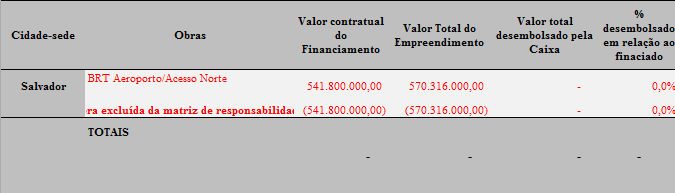 Cidade-sede Obras Valor contratual do Financiamento Valor Total do Empreendimento Valor total desembolsado pela Caixa % desembolsado em relação ao finaciado
BRT Aeroporto/Acesso Norte 541.800.000,00 570.316.000,00 - 0,0%
Salvador
excluída da matriz de (541.800.000,00) (570.316.000,00) - 0,0%
TOTAIS
- - - -